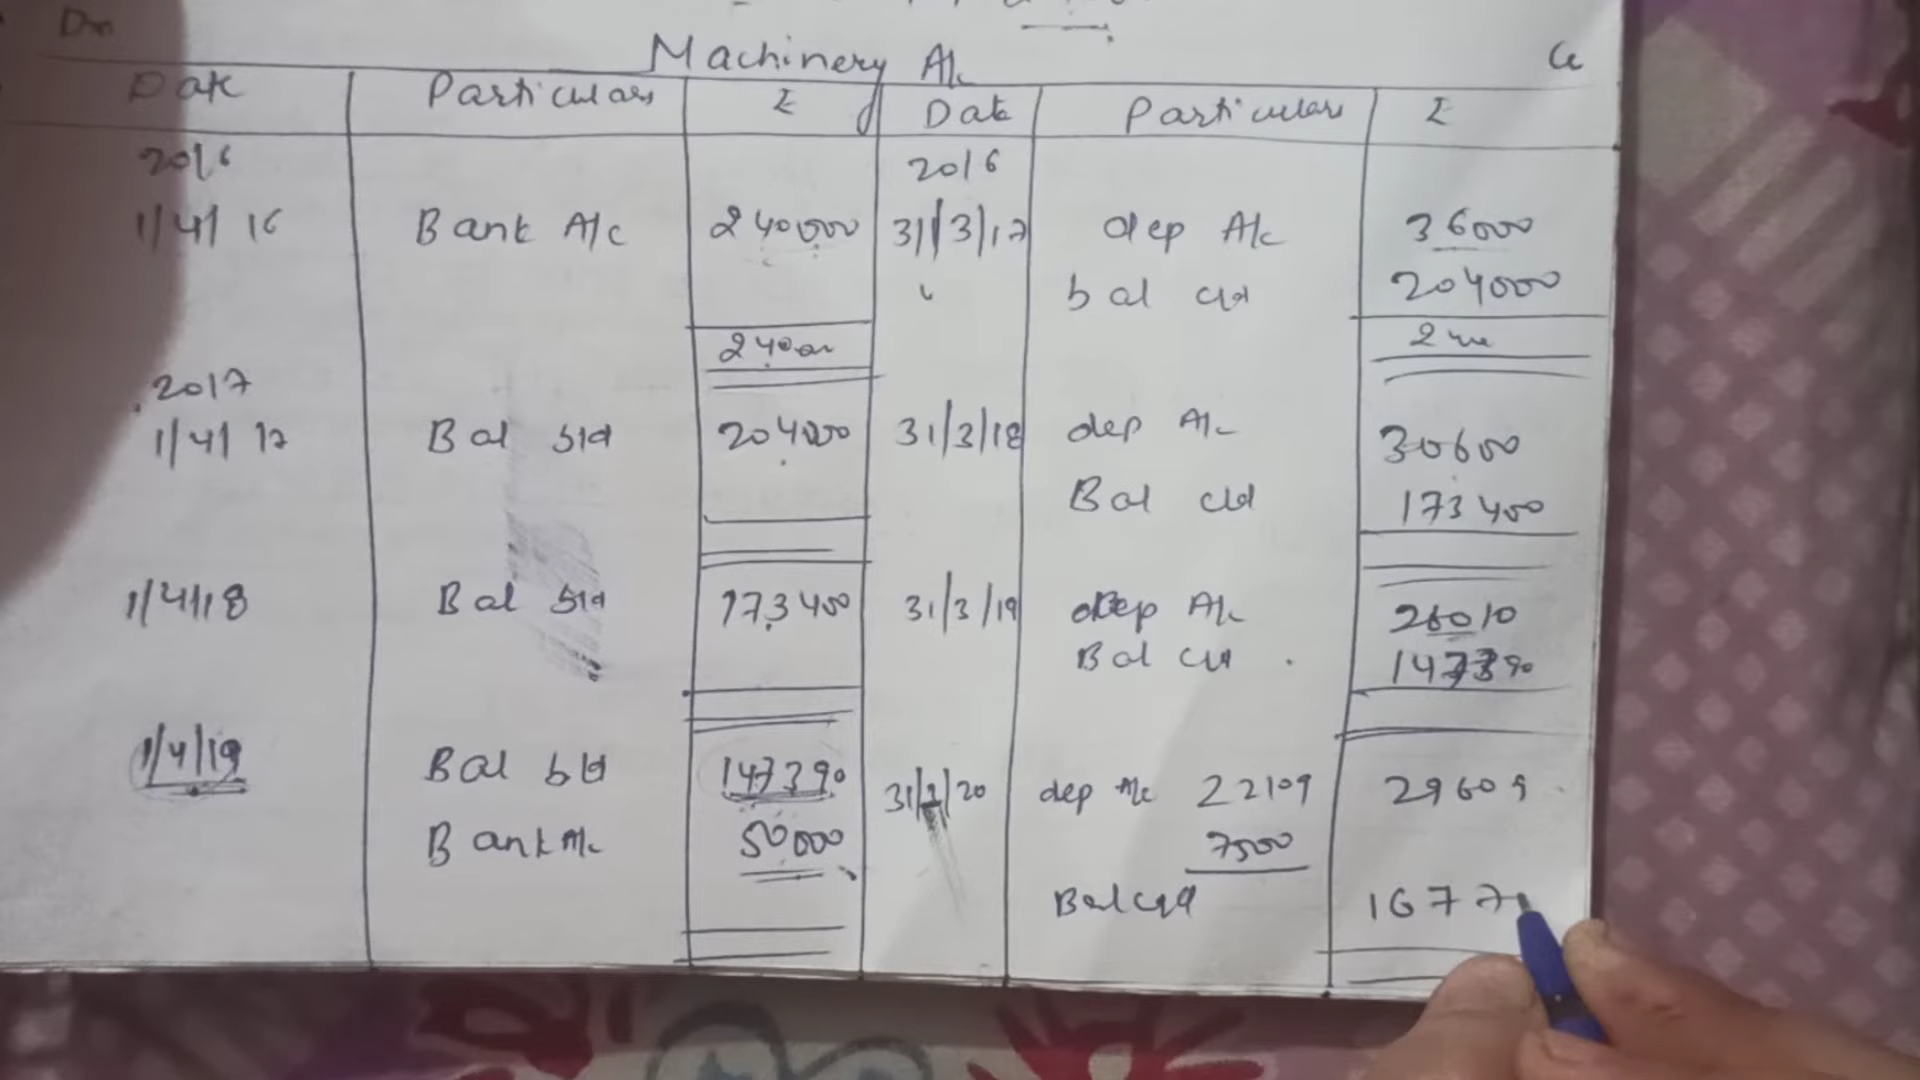 Dr
Machinery A/c
Cr
Date Particulars ₹ Date Particulars ₹
2016 2016
1/4/16 Bank A/c 240000 31/3/17 dep A/c 36000
bal c/d 204000
2017
1/4/17 Bal b/d 204000 31/3/18 dep A/c 30600
Bal c/d 173400
1/4/18 Bal b/d 173400 31/3/19 Dep A/c 26010
Bal c/d 147390
1/4/19 Bal b/d 147390 31/3/20 dep A/c 22109 29609
Bank A/c 50000 7500
Bal c/d 1677